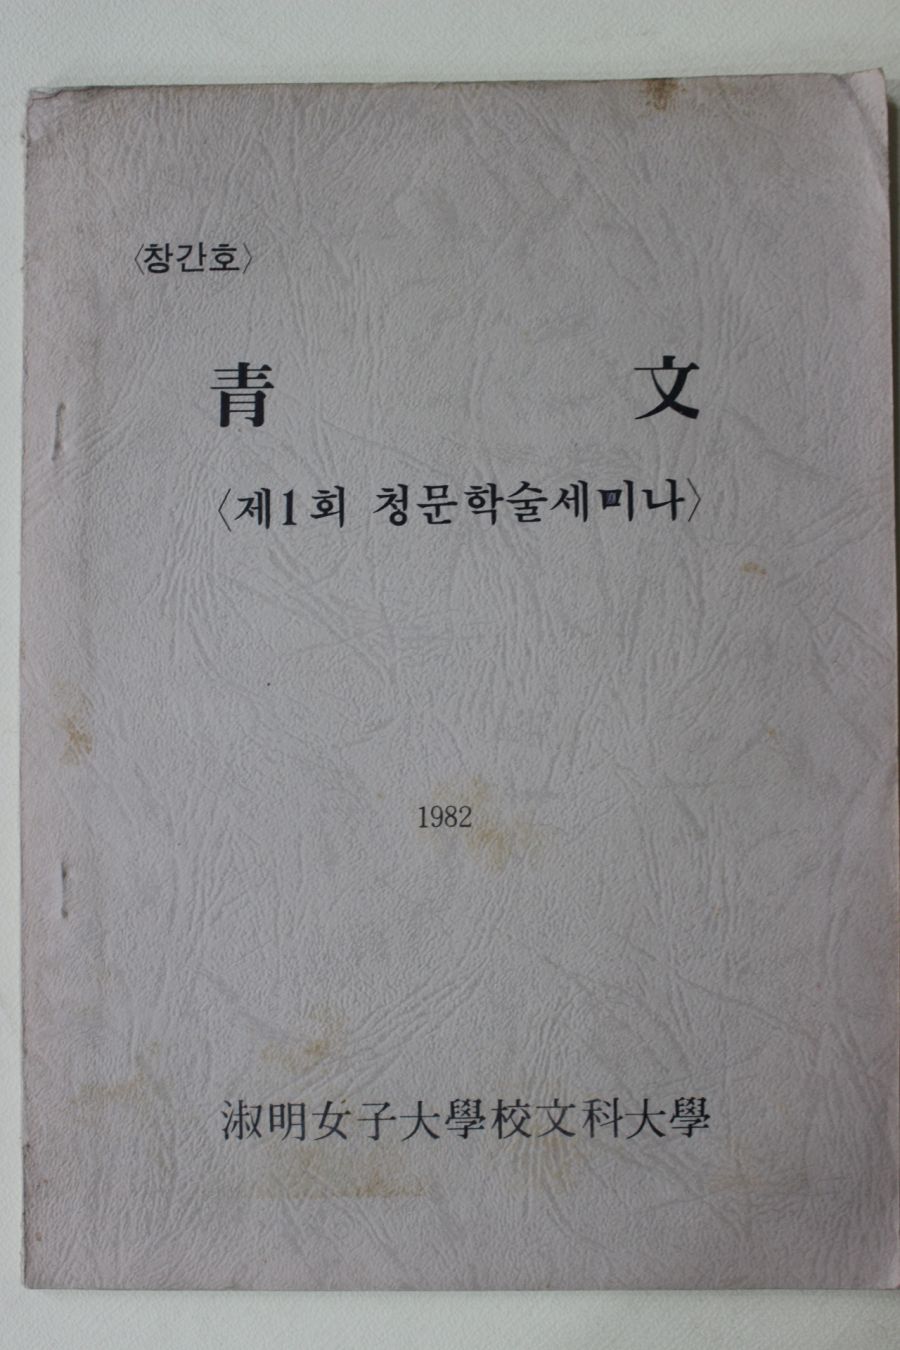 〈창간호〉
青 文
〈제1회 청문학술세미나〉
1982
淑明女子大學校文科大學